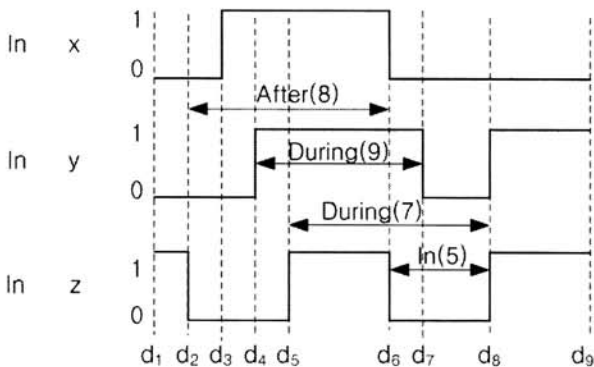 In x 1 0
After(8)
In y 1 0
During(9)
During(7)
In(5)
In z 1 0
d₁ d₂ d₃ d₄ d₅ d₆ d₇ d₈ d₉